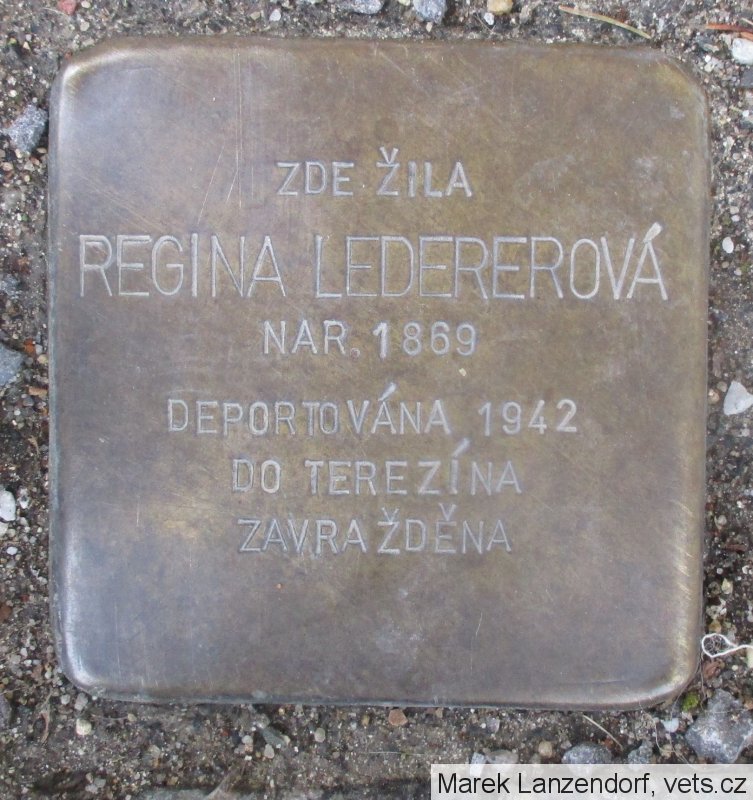 ZDE ŽILA
REGINA LEDEREROVÁ
NAR. 1869
DEPORTOVÁNA 1942
DO TEREZÍNA
ZAVRAŽDĚNA
Marek Lanzendorf, vets.cz